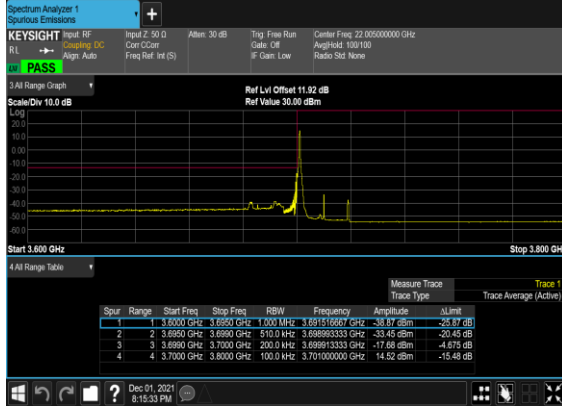 Spectrum Analyzer 1
Spurious Emissions
+
KEYSIGHT Input: RF Input Z: 50 Ω Atten: 30 dB Trig: Free Run Center Freq: 22.005000000 GHz
RL Coupling: DC Corr CCorr Gate: Off Avg|Hold: 100/100
Align: Auto Freq Ref: Int (S) IF Gain: Low Radio Std: None
PASS
3 All Range Graph
Ref Lvl Offset 11.92 dB
Scale/Div 10.0 dB Ref Value 30.00 dBm
Log
20.0
10.0
0.00
-10.0
-20.0
-30.0
-40.0
-50.0
-60.0
Start 3.600 GHz Stop 3.800 GH
4 All Range Table
Measure Trace Trace 1
Trace Type Trace Average (Active)
Spur Range Start Freq Stop Freq RBW Frequency Amplitude ΔLimit
1 1 3.6000 GHz 3.6950 GHz 1.000 MHz 3.691516667 GHz -38.87 dBm -25.87 dB
2 2 3.6950 GHz 3.6990 GHz 510.0 kHz 3.698993333 GHz -33.45 dBm -20.45 dB
3 3 3.6990 GHz 3.7000 GHz 200.0 kHz 3.699913333 GHz -17.68 dBm -4.675 dB
4 4 3.7000 GHz 3.8000 GHz 100.0 kHz 3.701000000 GHz 14.52 dBm -15.48 dB
?
Dec 01, 2021
8:15:33 PM